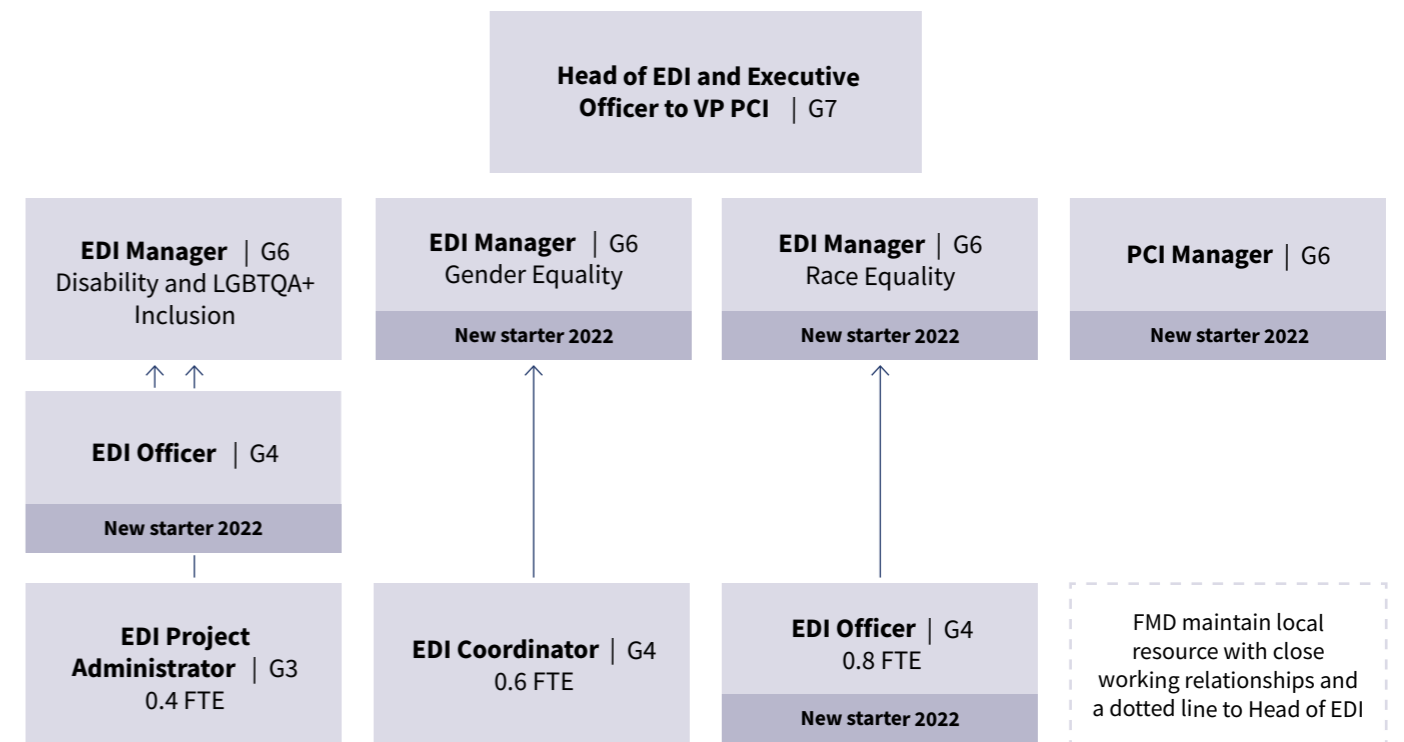 Head of EDI and Executive
Officer to VP PCI | G7
EDI Manager | G6
Disability and LGBTQA+
Inclusion
EDI Manager | G6
Gender Equality
New starter 2022
EDI Manager | G6
Race Equality
New starter 2022
PCI Manager | G6
New starter 2022
EDI Officer | G4
New starter 2022
EDI Project
Administrator | G3
0.4 FTE
EDI Coordinator | G4
0.6 FTE
EDI Officer | G4
0.8 FTE
New starter 2022
FMD maintain local
resource with close
working relationships and
a dotted line to Head of EDI